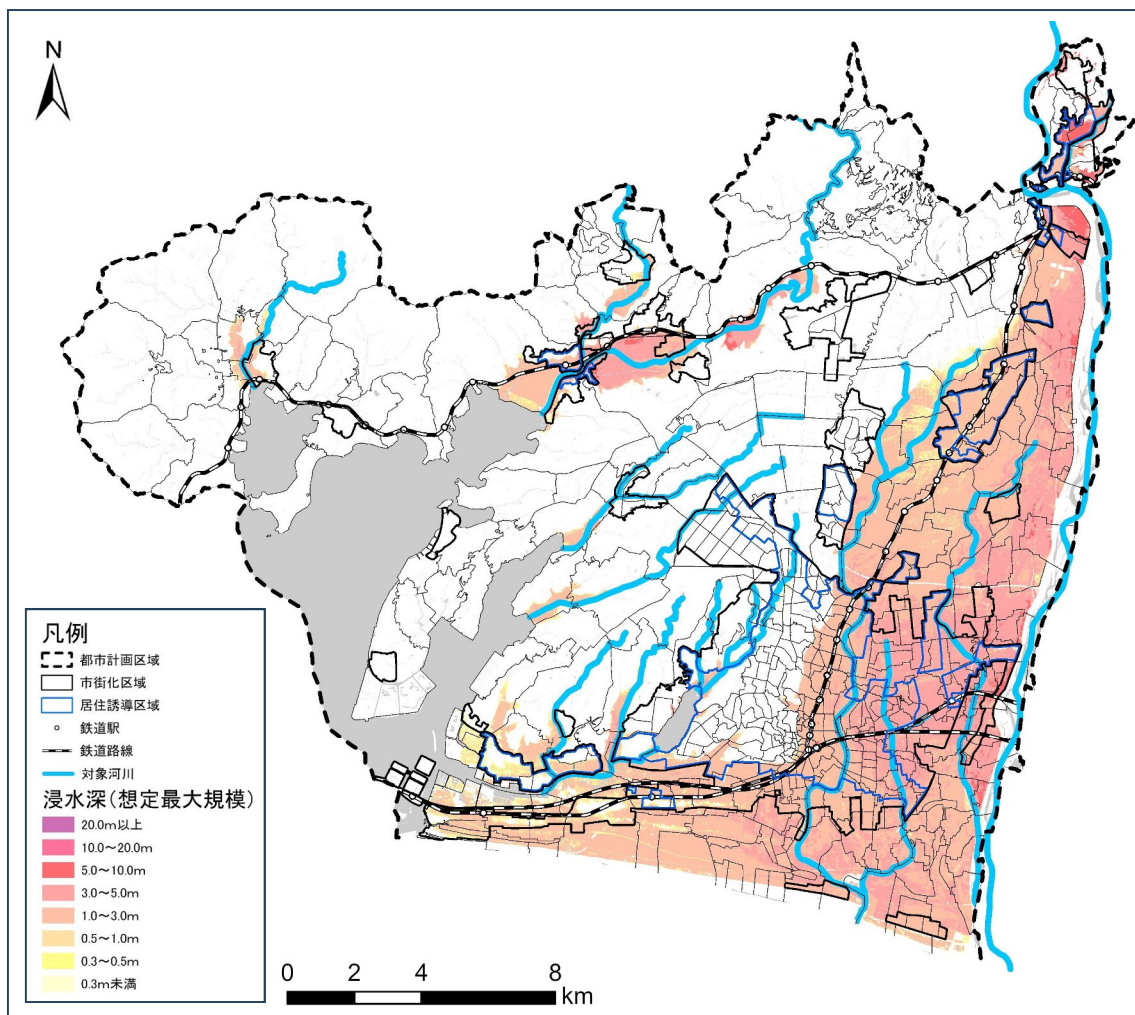 N
凡例
都市計画区域
市街化区域
居住誘導区域
鉄道駅
鉄道路線
対象河川
浸水深(想定最大規模)
20.0m以上
10.0～20.0m
5.0～10.0m
3.0～5.0m
1.0～3.0m
0.5～1.0m
0.3～0.5m
0.3m未満
0 2 4 8
km